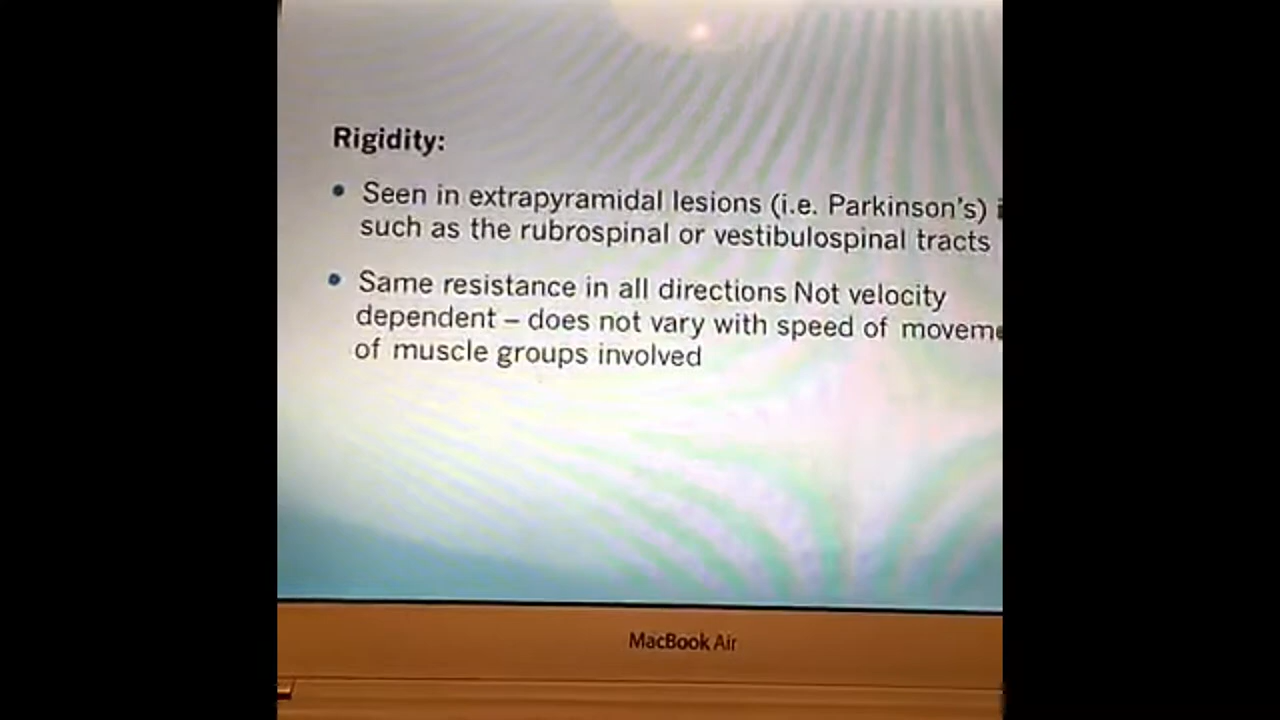 Rigidity:
• Seen in extrapyramidal lesions (i.e. Parkinson's)
such as the rubrospinal or vestibulospinal tracts
• Same resistance in all directions Not velocity
dependent – does not vary with speed of
of muscle groups involved
MacBook Air